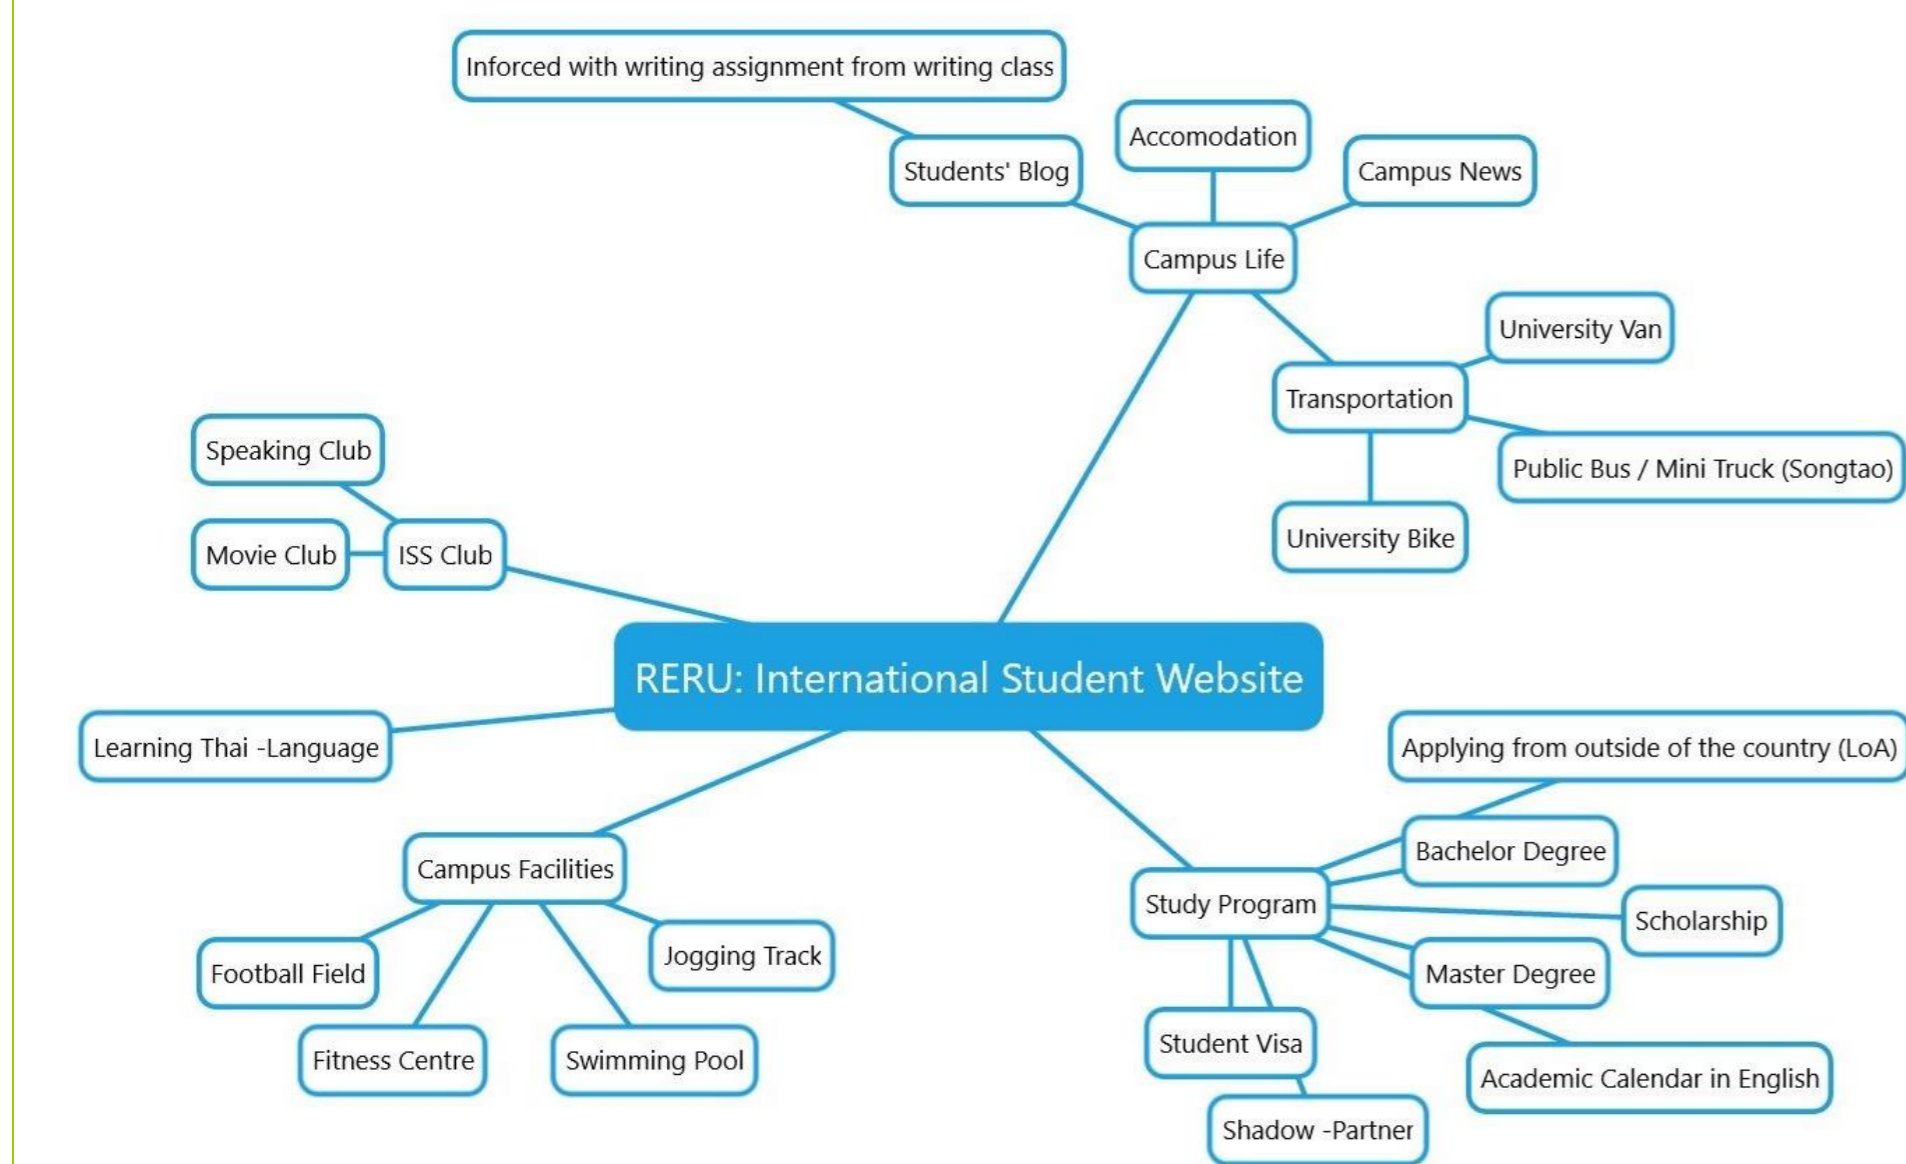 Inforced with writing assignment from writing class
Accomodation
Students' Blog
Campus News
Campus Life
University Van
Transportation
Public Bus / Mini Truck (Songtao)
University Bike
Speaking Club
Movie Club
ISS Club
RERU: International Student Website
Learning Thai -Language
Campus Facilities
Football Field
Jogging Track
Fitness Centre
Swimming Pool
Applying from outside of the country (LoA)
Bachelor Degree
Study Program
Scholarship
Master Degree
Student Visa
Academic Calendar in English
Shadow -Partner